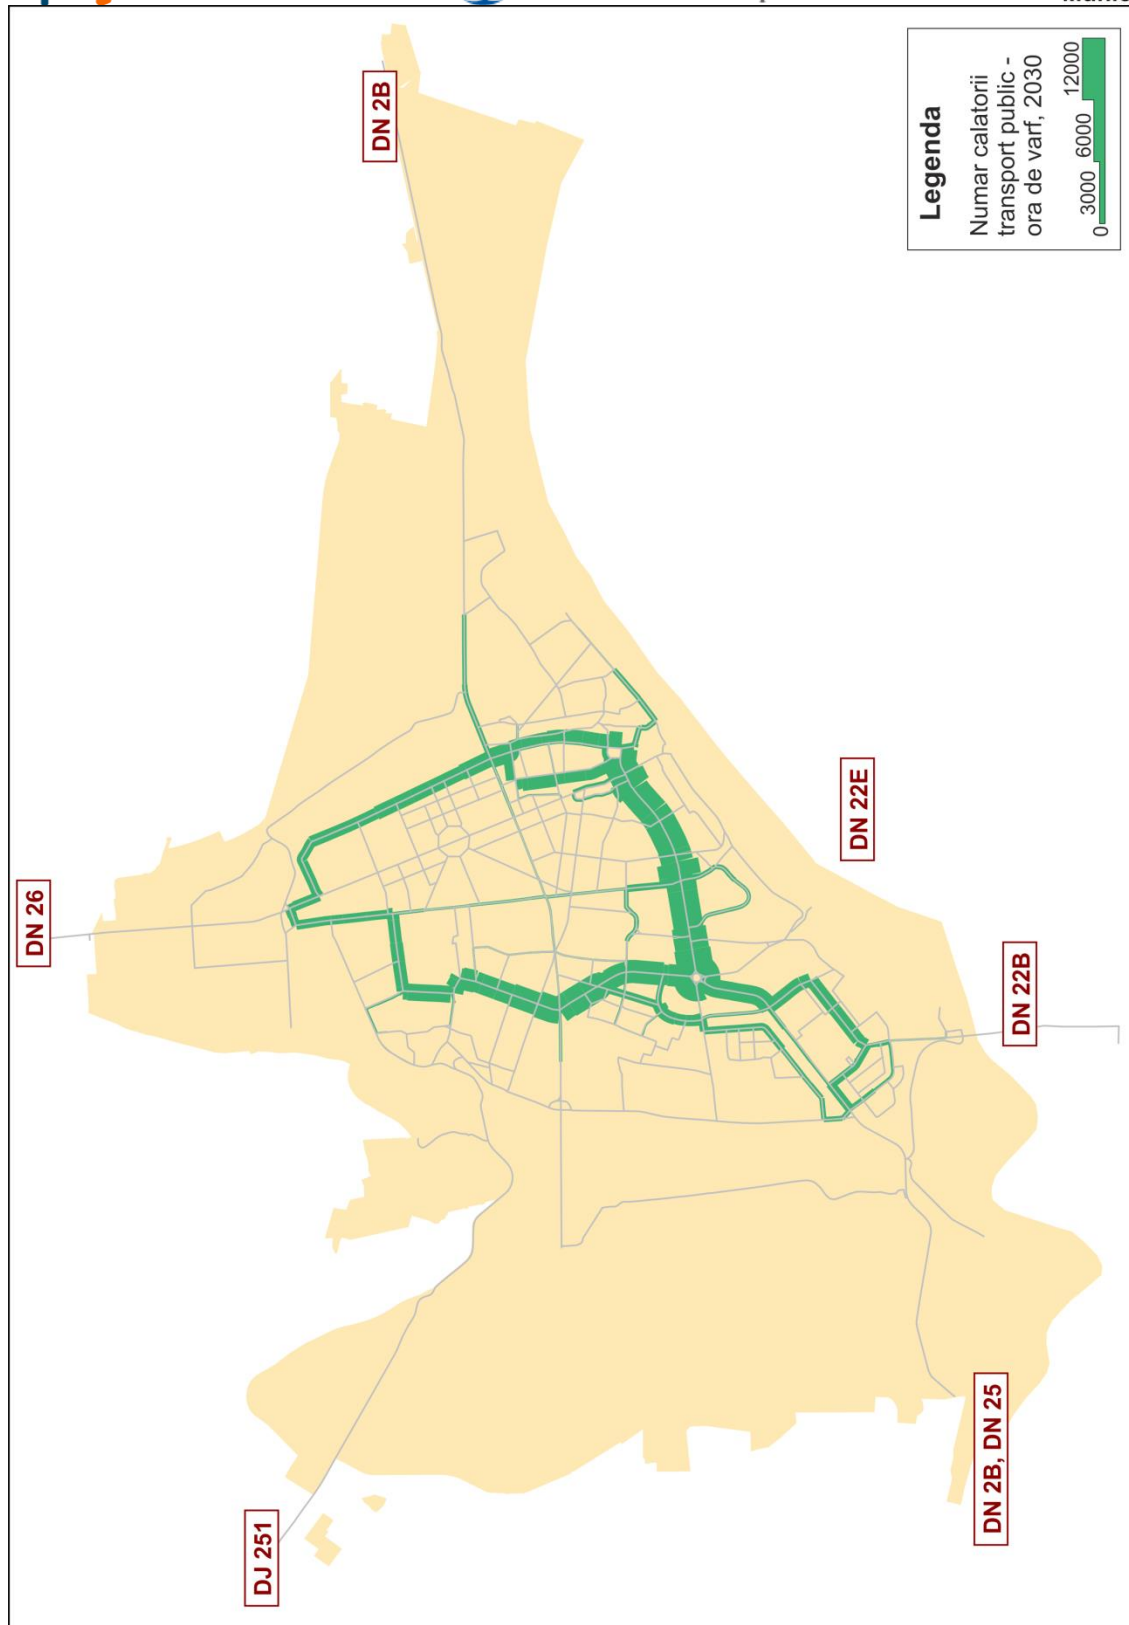 DN 2B
DN 26
DN 22E
DN 22B
DN 2B, DN 25
DJ 251
Legenda
Numar calatorii
transport public -
ora de varf, 2030
0 3000 6000 12000